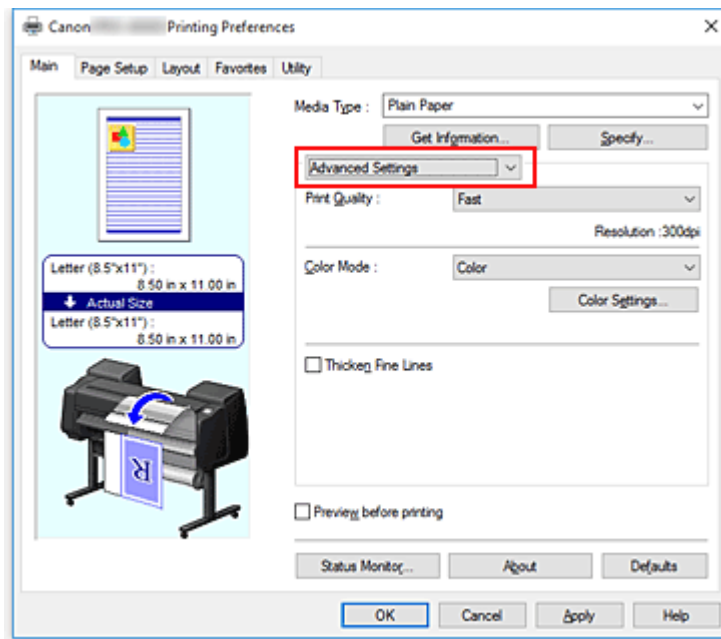 Canon Printing Preferences
Main Page Setup Layout Favorites Utility
Media Type : Plain Paper
Get Information... Specify...
Advanced Settings
Print Quality : Fast
Resolution :300dpi
Color Mode : Color
Color Settings...
Thicken Fine Lines
Letter (8.5"x11") :
8.50 in x 11.00 in
Actual Size
Letter (8.5"x11") :
8.50 in x 11.00 in
R
Preview before printing
Status Monitor... About Defaults
OK Cancel Apply Help